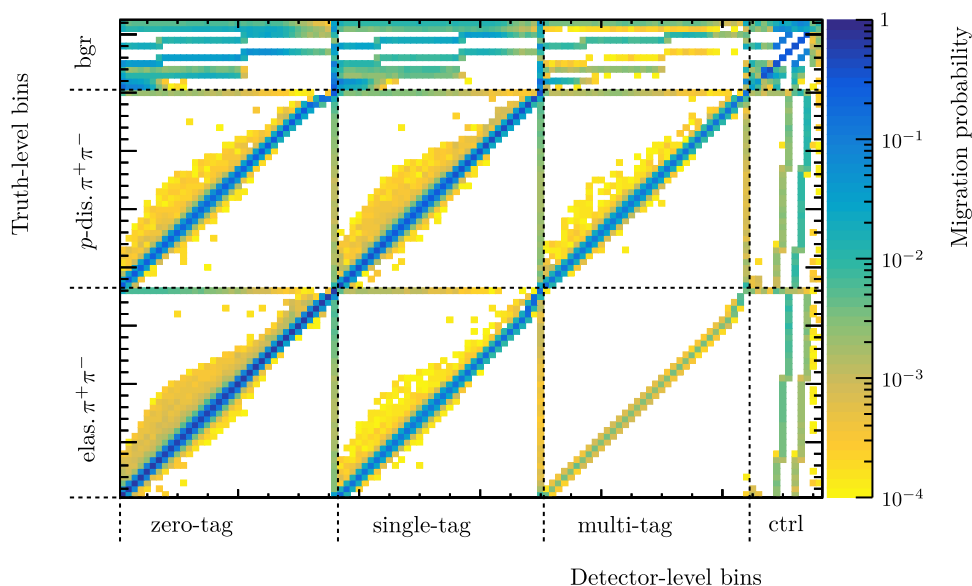 Truth-level bins
bgr
p-dis. π⁺π⁻
elas. π⁺π⁻
zero-tag
single-tag
multi-tag
ctrl
Detector-level bins
1
10⁻¹
10⁻²
10⁻³
10⁻⁴
Migration probability